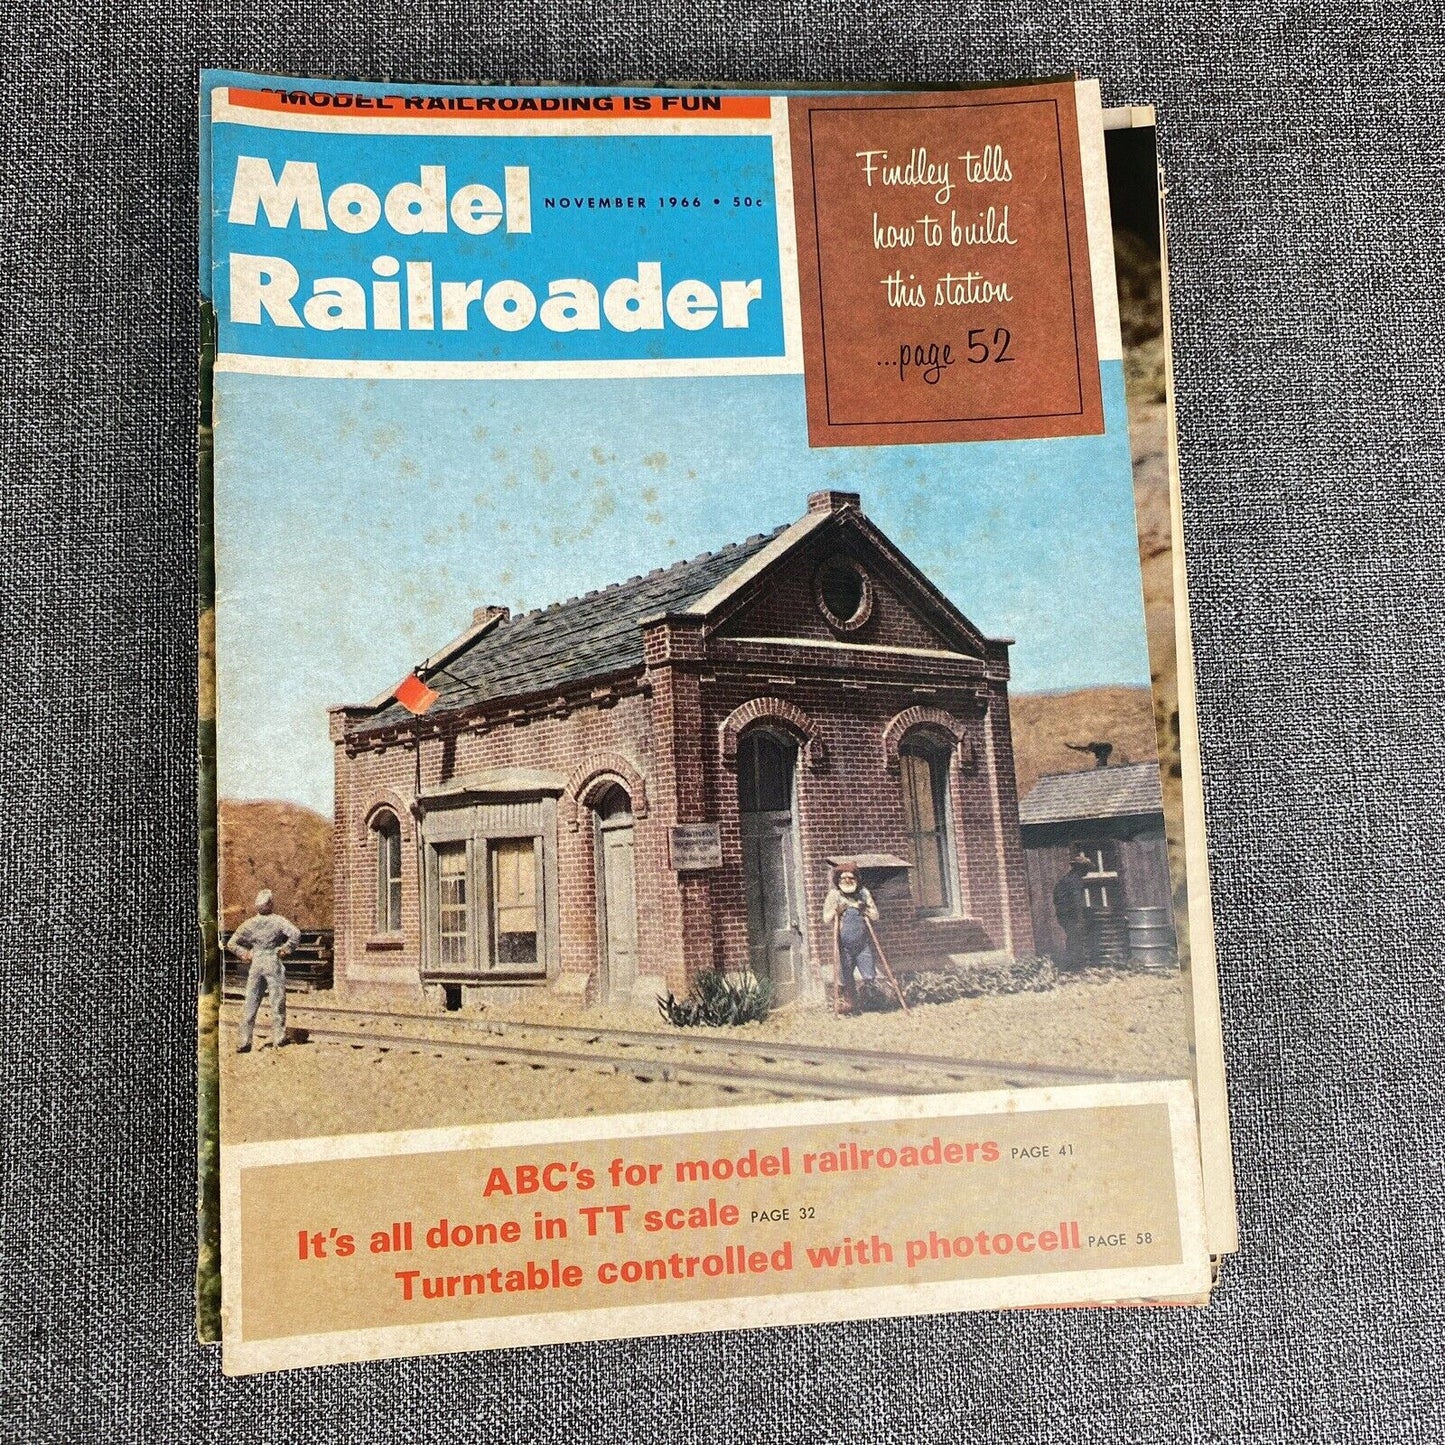 MODEL RAILROADING IS FUN
Model
NOVEMBER 1966 • 50c
Railroader
Findley tells
how to build
this station
...page 52
ABC's for model railroaders PAGE 41
It's all done in TT scale PAGE 32
Turntable controlled with photocell PAGE 58